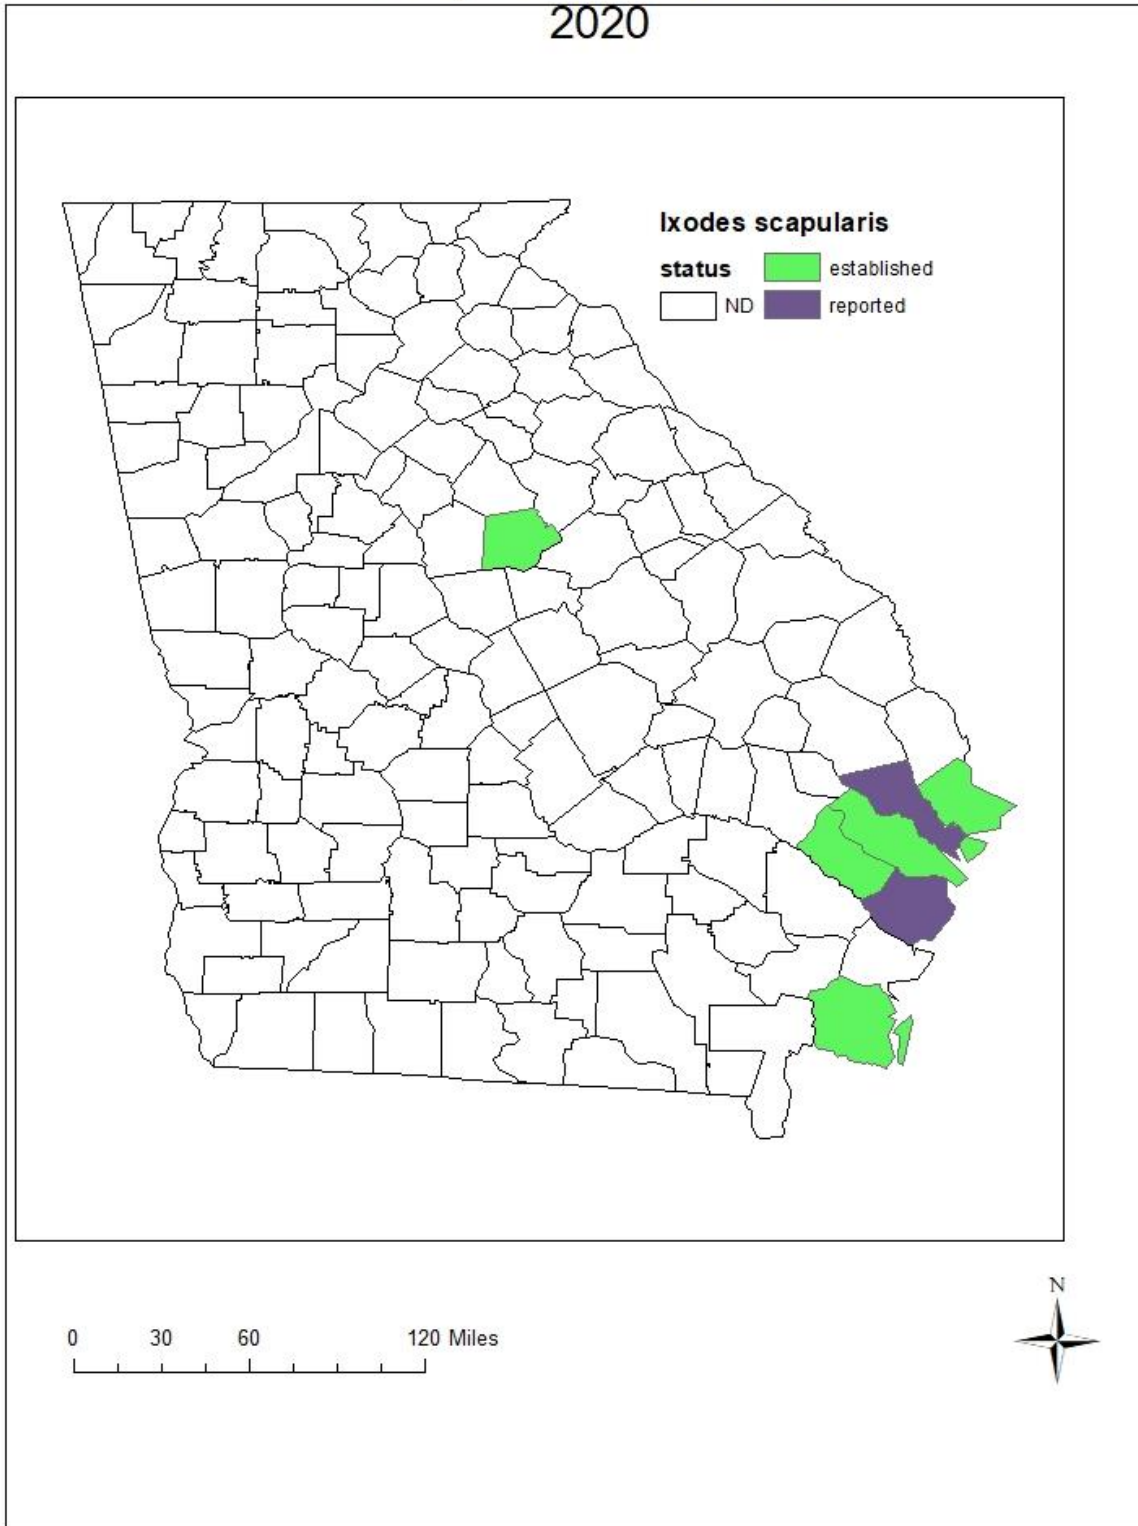 2020
Ixodes scapularis
status
established
ND
reported
0 30 60 120 Miles
N